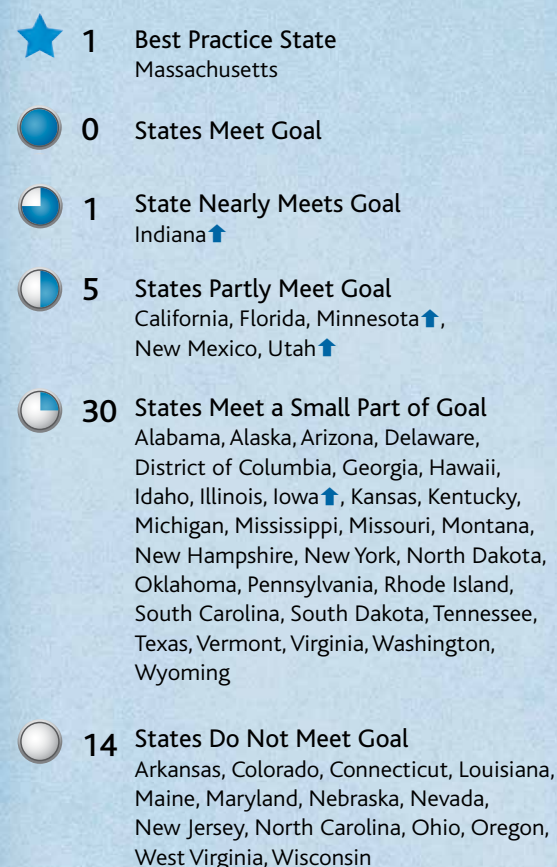 1 Best Practice State
Massachusetts
0 States Meet Goal
1 State Nearly Meets Goal
Indiana⬆
5 States Partly Meet Goal
California, Florida, Minnesota⬆,
New Mexico, Utah⬆
30 States Meet a Small Part of Goal
Alabama, Alaska, Arizona, Delaware,
District of Columbia, Georgia, Hawaii,
Idaho, Illinois, Iowa⬆, Kansas, Kentucky,
Michigan, Mississippi, Missouri, Montana,
New Hampshire, New York, North Dakota,
Oklahoma, Pennsylvania, Rhode Island,
South Carolina, South Dakota, Tennessee,
Texas, Vermont, Virginia, Washington,
Wyoming
14 States Do Not Meet Goal
Arkansas, Colorado, Connecticut, Louisiana,
Maine, Maryland, Nebraska, Nevada,
New Jersey, North Carolina, Ohio, Oregon,
West Virginia, Wisconsin